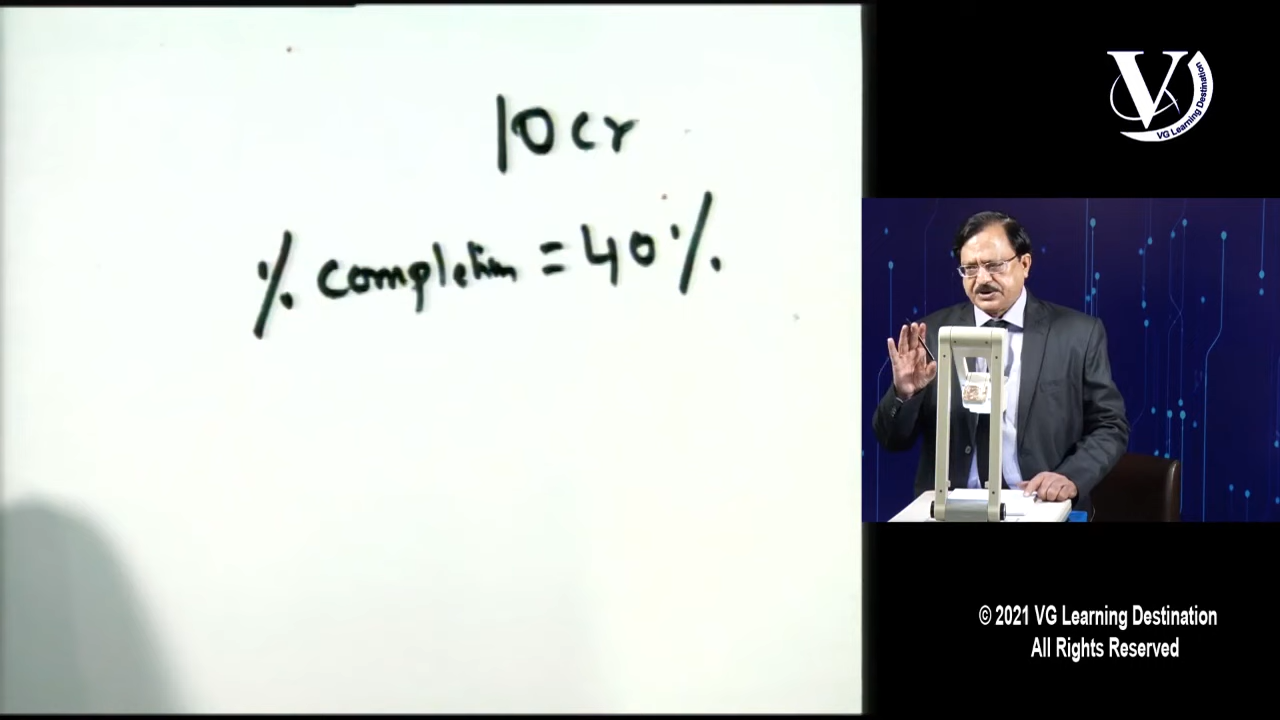 10 cr
% completion = 40%.
V
VG Learning Destination
© 2021 VG Learning Destination
All Rights Reserved